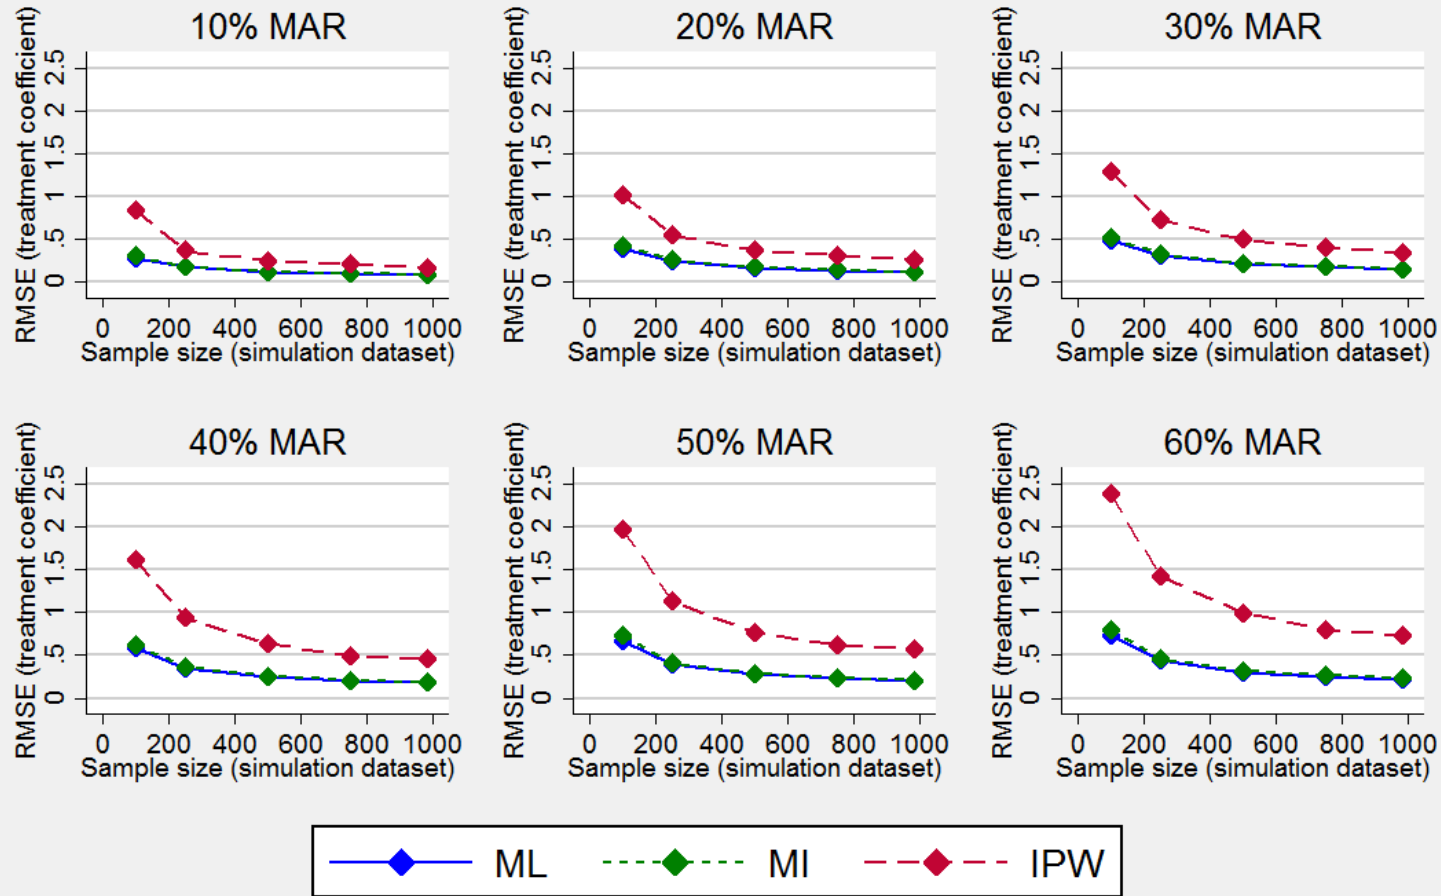 10% MAR
20% MAR
30% MAR
RMSE (treatment coefficient)
2.5
2
1.5
1
.5
0
RMSE (treatment coefficient)
2.5
2
1.5
1
.5
0
RMSE (treatment coefficient)
2.5
2
1.5
1
.5
0
0 200 400 600 800 1000
0 200 400 600 800 1000
0 200 400 600 800 1000
Sample size (simulation dataset)
Sample size (simulation dataset)
Sample size (simulation dataset)
40% MAR
50% MAR
60% MAR
RMSE (treatment coefficient)
2.5
2
1.5
1
.5
0
RMSE (treatment coefficient)
2.5
2
1.5
1
.5
0
RMSE (treatment coefficient)
2.5
2
1.5
1
.5
0
0 200 400 600 800 1000
0 200 400 600 800 1000
0 200 400 600 800 1000
Sample size (simulation dataset)
Sample size (simulation dataset)
Sample size (simulation dataset)
ML MI IPW